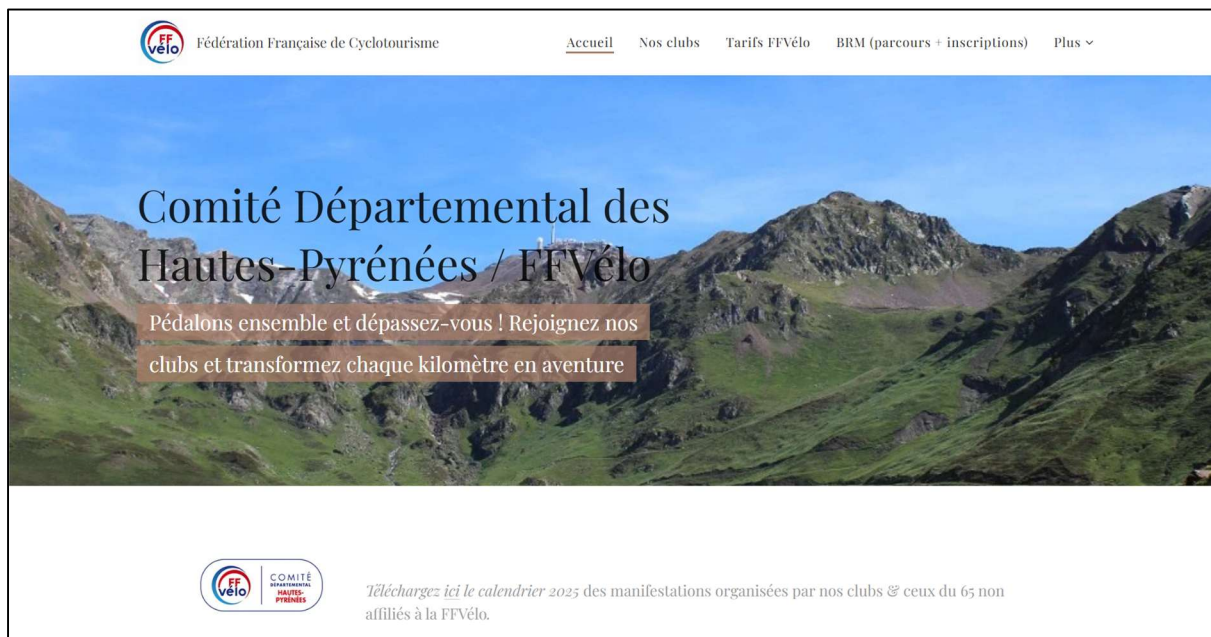 FF
vélo
Fédération Française de Cyclotourisme
Accueil
Nos clubs
Tarifs FFVélo
BRM (parcours + inscriptions)
Plus
Comité Départemental des
Hautes-Pyrénées / FFVélo
Pédalons ensemble et dépassez-vous ! Rejoignez nos
clubs et transformez chaque kilomètre en aventure
FF
vélo
COMITÉ
DÉPARTEMENTAL
HAUTES-
PYRÉNÉES
Téléchargez ici le calendrier 2025 des manifestations organisées par nos clubs & ceux du 65 non
affiliés à la FFVélo.